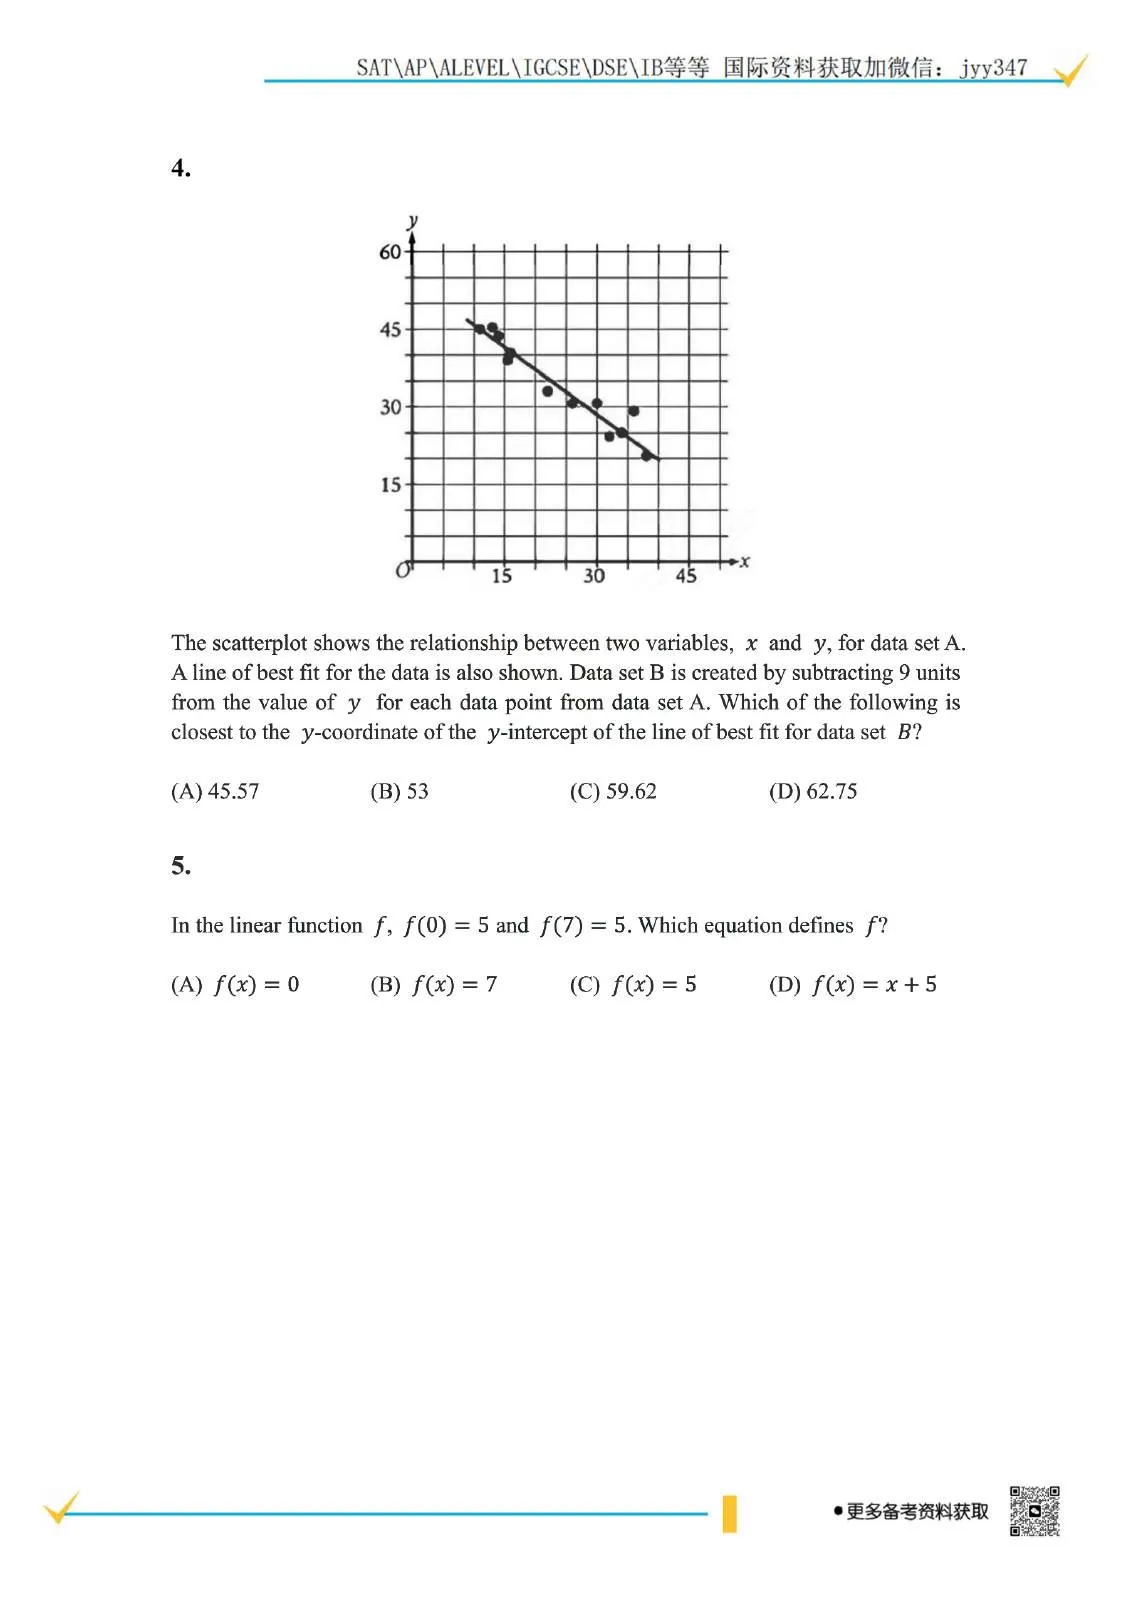 SAT\AP\ALEVEL\IGCSE\DSE\IB等等 国际资料获取加微信：jyy347
4.
y
60
45
30
15
O
15 30 45
x
The scatterplot shows the relationship between two variables, x and y, for data set A.
A line of best fit for the data is also shown. Data set B is created by subtracting 9 units
from the value of y for each data point from data set A. Which of the following is
closest to the y-coordinate of the y-intercept of the line of best fit for data set B?
(A) 45.57 (B) 53 (C) 59.62 (D) 62.75
5.
In the linear function f, f(0) = 5 and f(7) = 5. Which equation defines f?
(A) f(x) = 0 (B) f(x) = 7 (C) f(x) = 5 (D) f(x) = x + 5
•更多备考资料获取